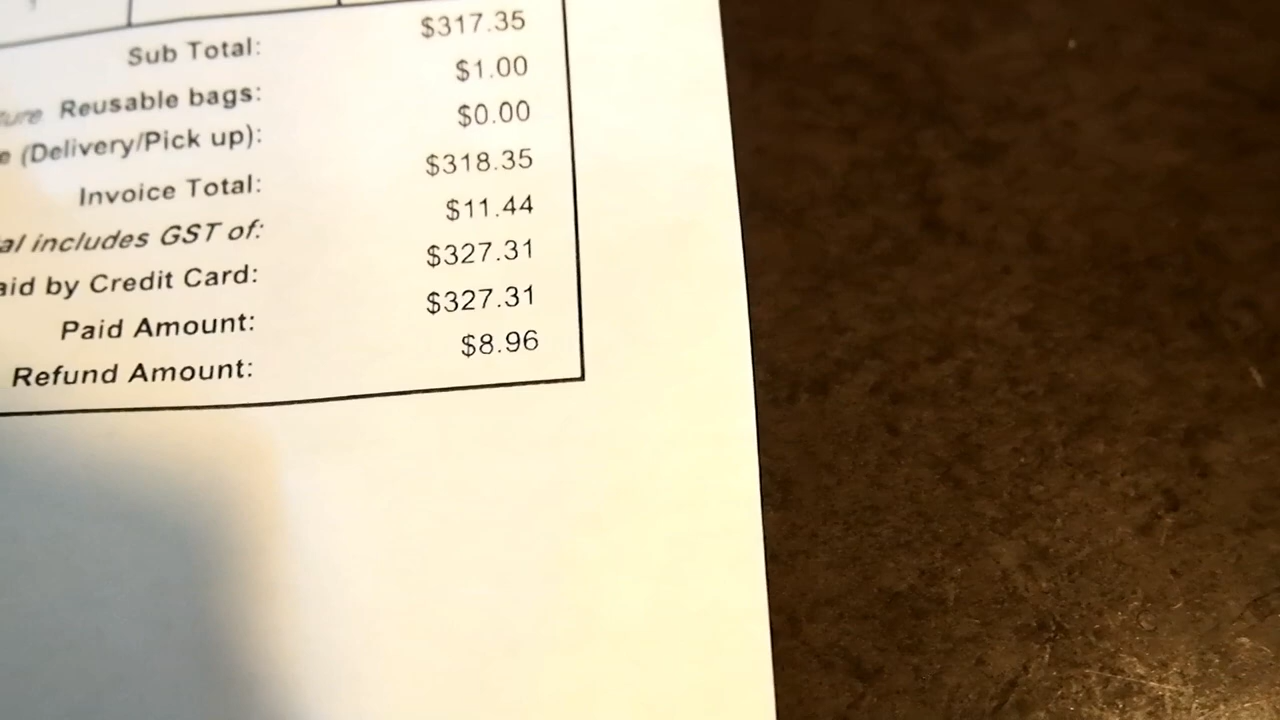 Sub Total: $317.35
Reusable bags: $1.00
(Delivery/Pick up): $0.00
Invoice Total: $318.35
includes GST of: $11.44
by Credit Card: $327.31
Paid Amount: $327.31
Refund Amount: $8.96